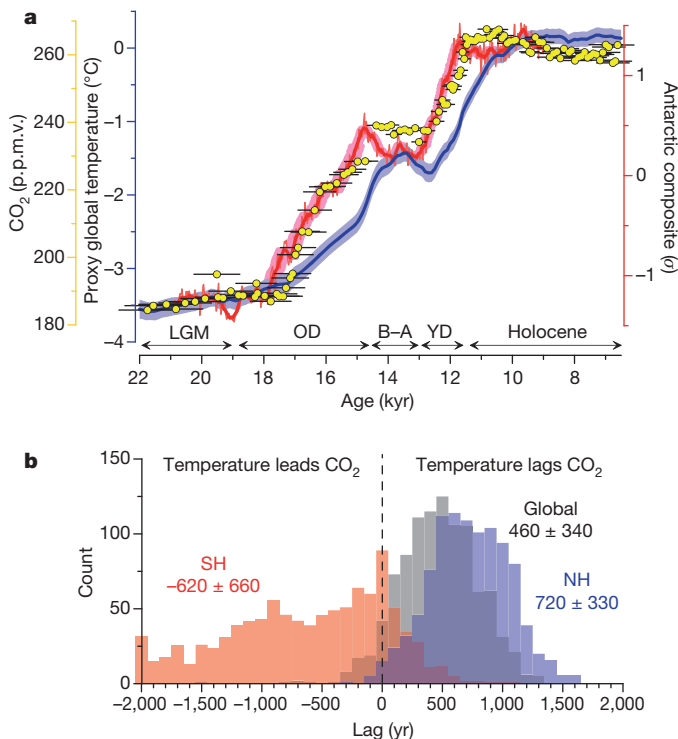 a
CO₂ (p.p.m.v.)
260
240
220
200
180
Proxy global temperature (°C)
0
−1
−2
−3
−4
Antarctic composite (σ)
1
0
−1
LGM
OD
B–A
YD
Holocene
22 20 18 16 14 12 10 8
Age (kyr)
b
Temperature leads CO₂
Temperature lags CO₂
Count
150
100
50
0
SH
−620 ± 660
Global
460 ± 340
NH
720 ± 330
−2,000 −1,500 −1,000 −500 0 500 1,000 1,500 2,000
Lag (yr)